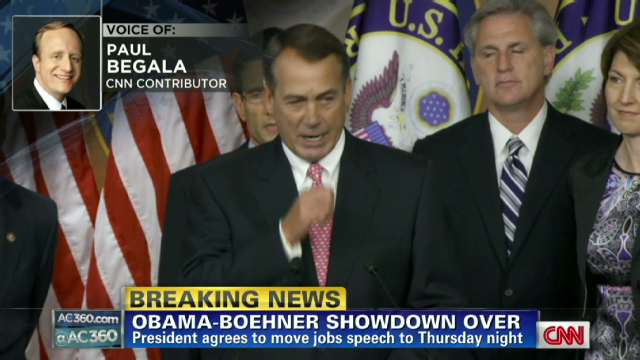 VOICE OF:
PAUL
BEGALA
CNN CONTRIBUTOR
U.S.
BREAKING NEWS
AC360.com
@AC360°
OBAMA-BOEHNER SHOWDOWN OVER
President agrees to move jobs speech to Thursday night
CNN